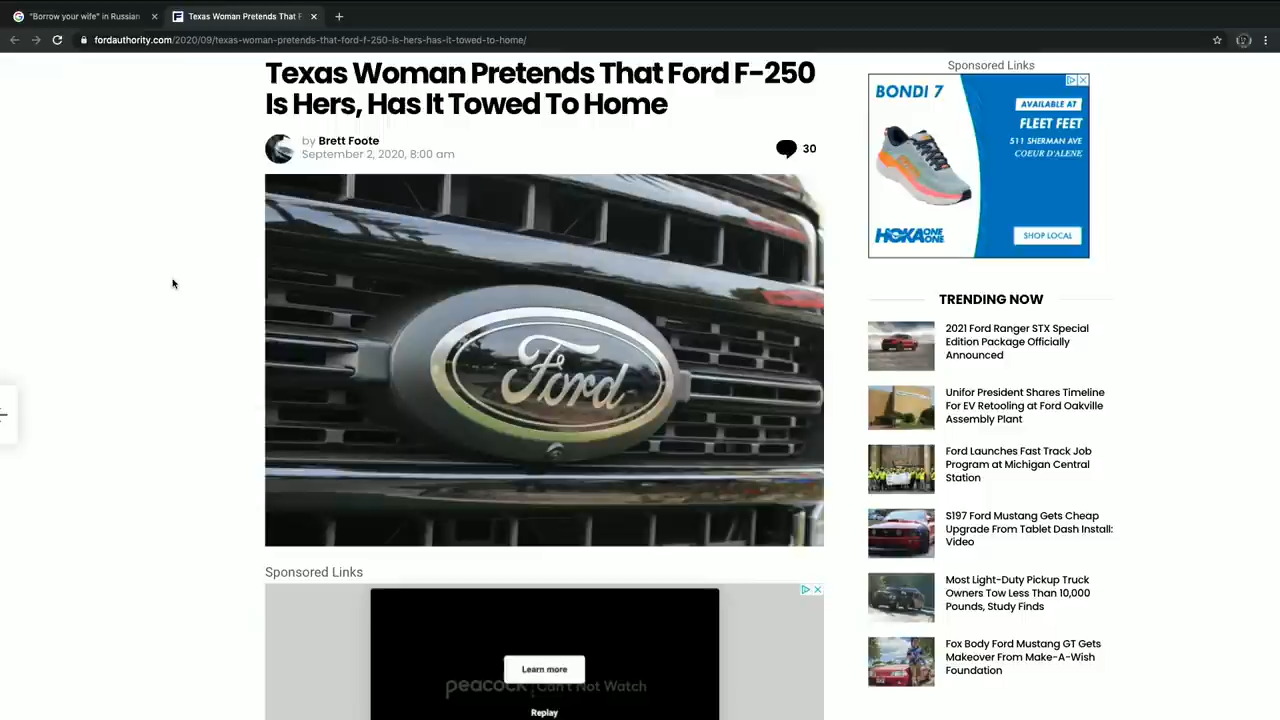 "Borrow your wife" in Russian
Texas Woman Pretends That F
fordauthority.com/2020/09/texas-woman-pretends-that-ford-f-250-is-hers-has-it-towed-to-home/
Texas Woman Pretends That Ford F-250
Is Hers, Has It Towed To Home
by Brett Foote
September 2, 2020, 8:00 am
30
Ford
Sponsored Links
Learn more
peacock Can't Not Watch
Replay
Sponsored Links
BONDI 7
AVAILABLE AT
FLEET FEET
511 SHERMAN AVE
COEUR D'ALENE
HOKA ONE ONE
SHOP LOCAL
TRENDING NOW
2021 Ford Ranger STX Special
Edition Package Officially
Announced
Unifor President Shares Timeline
For EV Retooling at Ford Oakville
Assembly Plant
Ford Launches Fast Track Job
Program at Michigan Central
Station
S197 Ford Mustang Gets Cheap
Upgrade From Tablet Dash Install:
Video
Most Light-Duty Pickup Truck
Owners Tow Less Than 10,000
Pounds, Study Finds
Fox Body Ford Mustang GT Gets
Makeover From Make-A-Wish
Foundation